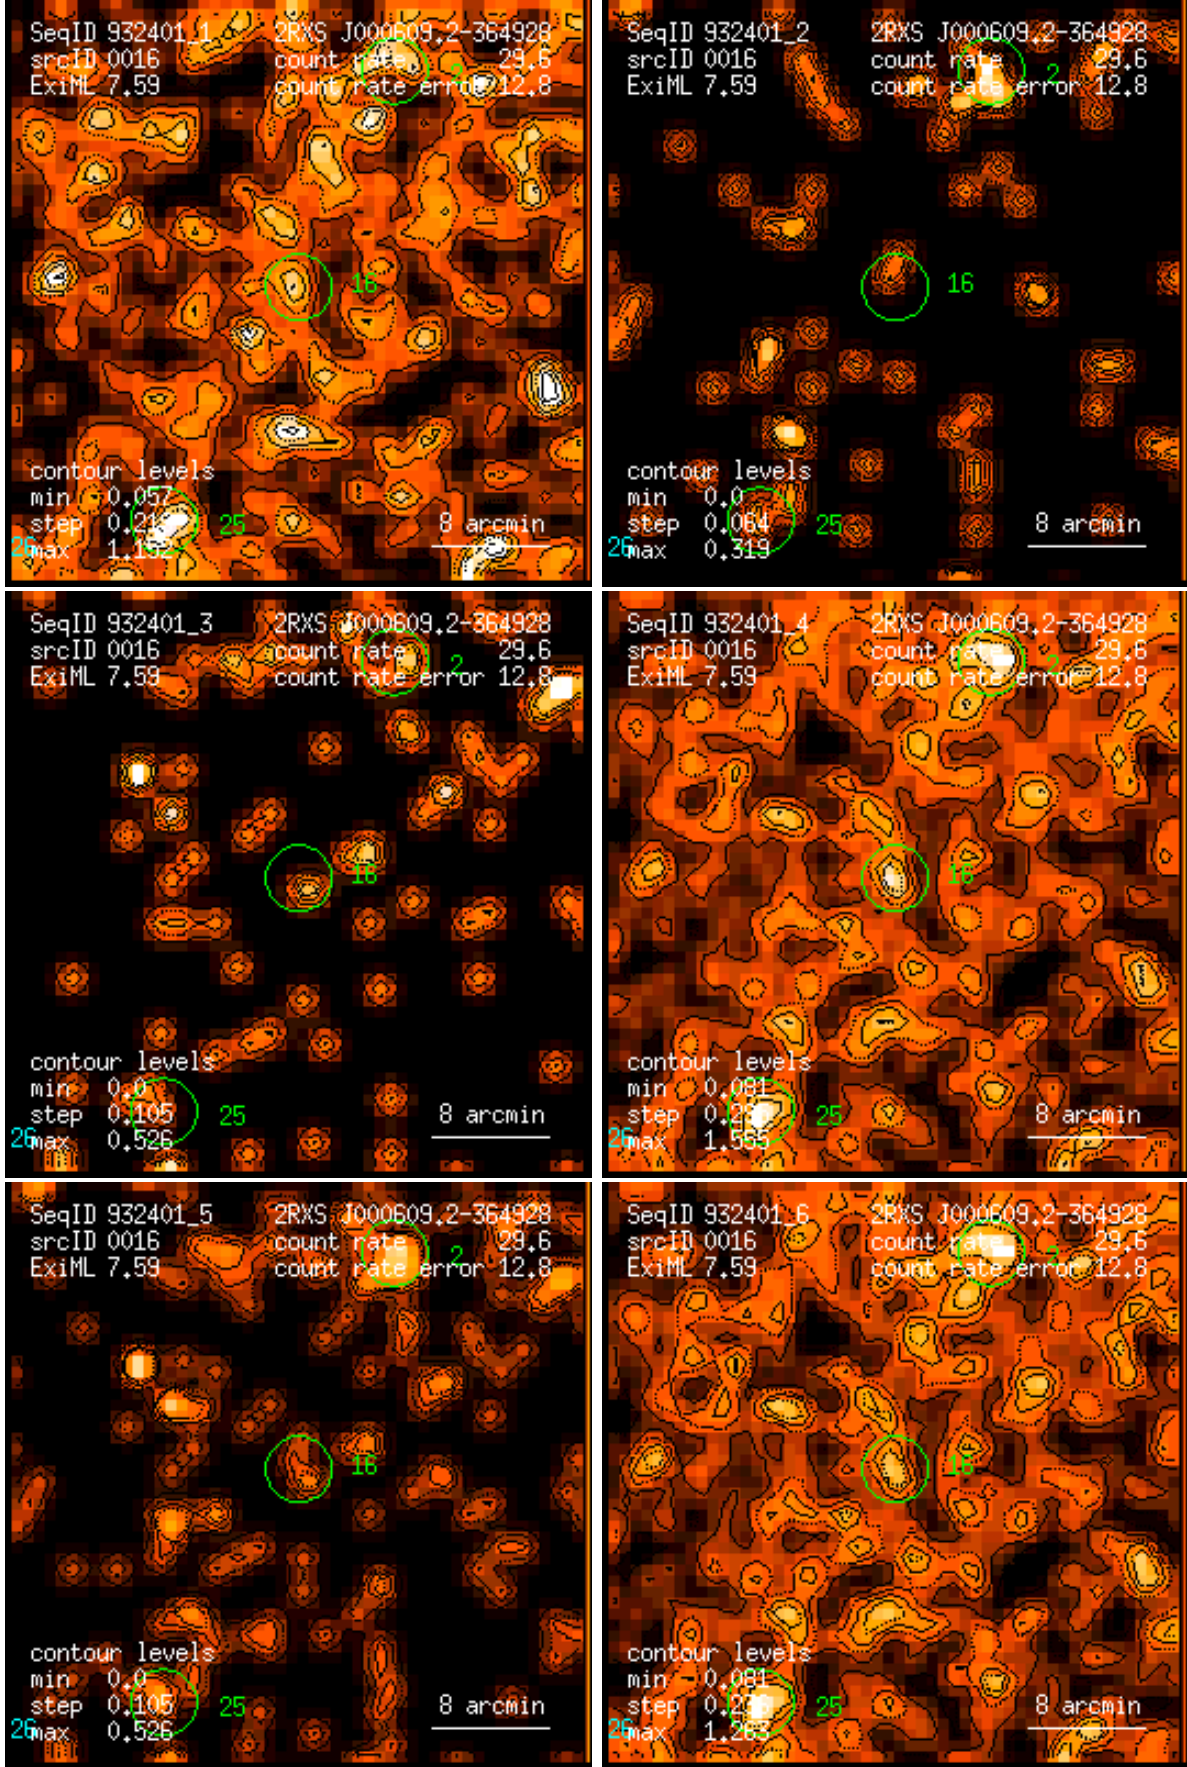 SeqID 932401_1 2RXS J000609.2-364928
srcID 0016 count rate 29.6
ExiML 7.59 count rate error 12.8
2
16
contour levels
min 0.057
step
max
25
26
8 arcmin
SeqID 932401_2 2RXS J000609.2-364928
srcID 0016 count rate 29.6
ExiML 7.59 count rate error 12.8
2
16
contour levels
min 0.0
step 0.064
max 0.319
25
26
8 arcmin
SeqID 932401_3 2RXS J000609.2-364928
srcID 0016 count rate 29.6
ExiML 7.59 count rate error 12.8
2
16
contour levels
min 0.0
step 0.105
max 0.526
25
26
8 arcmin
SeqID 932401_4 2RXS J000609.2-364928
srcID 0016 count rate 29.6
ExiML 7.59 count rate error 12.8
2
16
contour levels
min 0.081
step
max
25
26
8 arcmin
SeqID 932401_5 2RXS J000609.2-364928
srcID 0016 count rate 29.6
ExiML 7.59 count rate error 12.8
2
16
contour levels
min 0.0
step 0.105
max 0.526
25
26
8 arcmin
SeqID 932401_6 2RXS J000609.2-364928
srcID 0016 count rate 29.6
ExiML 7.59 count rate error 12.8
2
16
contour levels
min 0.081
step
max
25
26
8 arcmin